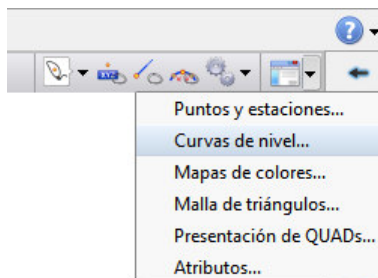 Puntos y estaciones...
Curvas de nivel...
Mapas de colores...
Malla de triángulos...
Presentación de QUADs...
Atributos...